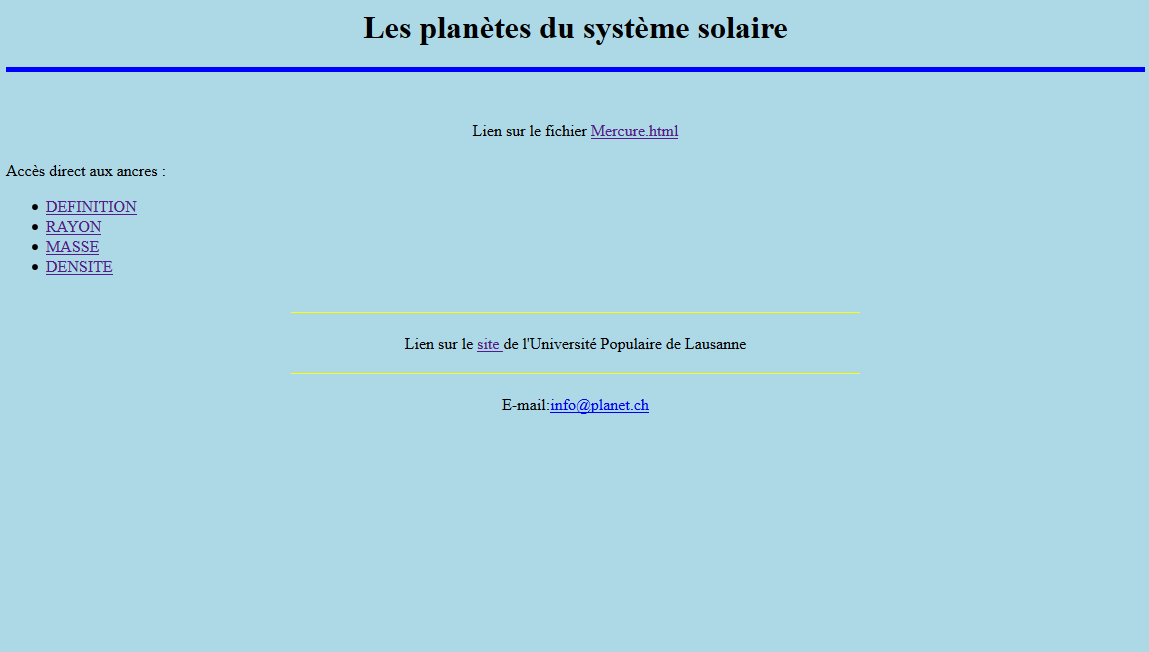 Les planètes du système solaire
Lien sur le fichier Mercure.html
Accès direct aux ancres :
DEFINITION
RAYON
MASSE
DENSITE
Lien sur le site de l'Université Populaire de Lausanne
E-mail:info@planet.ch